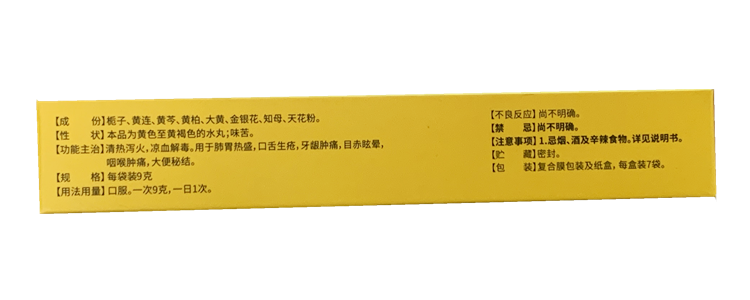 【成　　份】栀子、黄连、黄芩、黄柏、大黄、金银花、知母、天花粉。
【性　　状】本品为黄色至黄褐色的水丸；味苦。
【功能主治】清热泻火，凉血解毒。用于肺胃热盛，口舌生疮，牙龈肿痛，目赤眩晕，
咽喉肿痛，大便秘结。
【规　　格】每袋装9克
【用法用量】口服。一次9克，一日1次。
【不良反应】尚不明确。
【禁　　忌】尚不明确。
【注意事项】1.忌烟、酒及辛辣食物。详见说明书。
【贮　　藏】密封。
【包　　装】复合膜包装及纸盒，每盒装7袋。